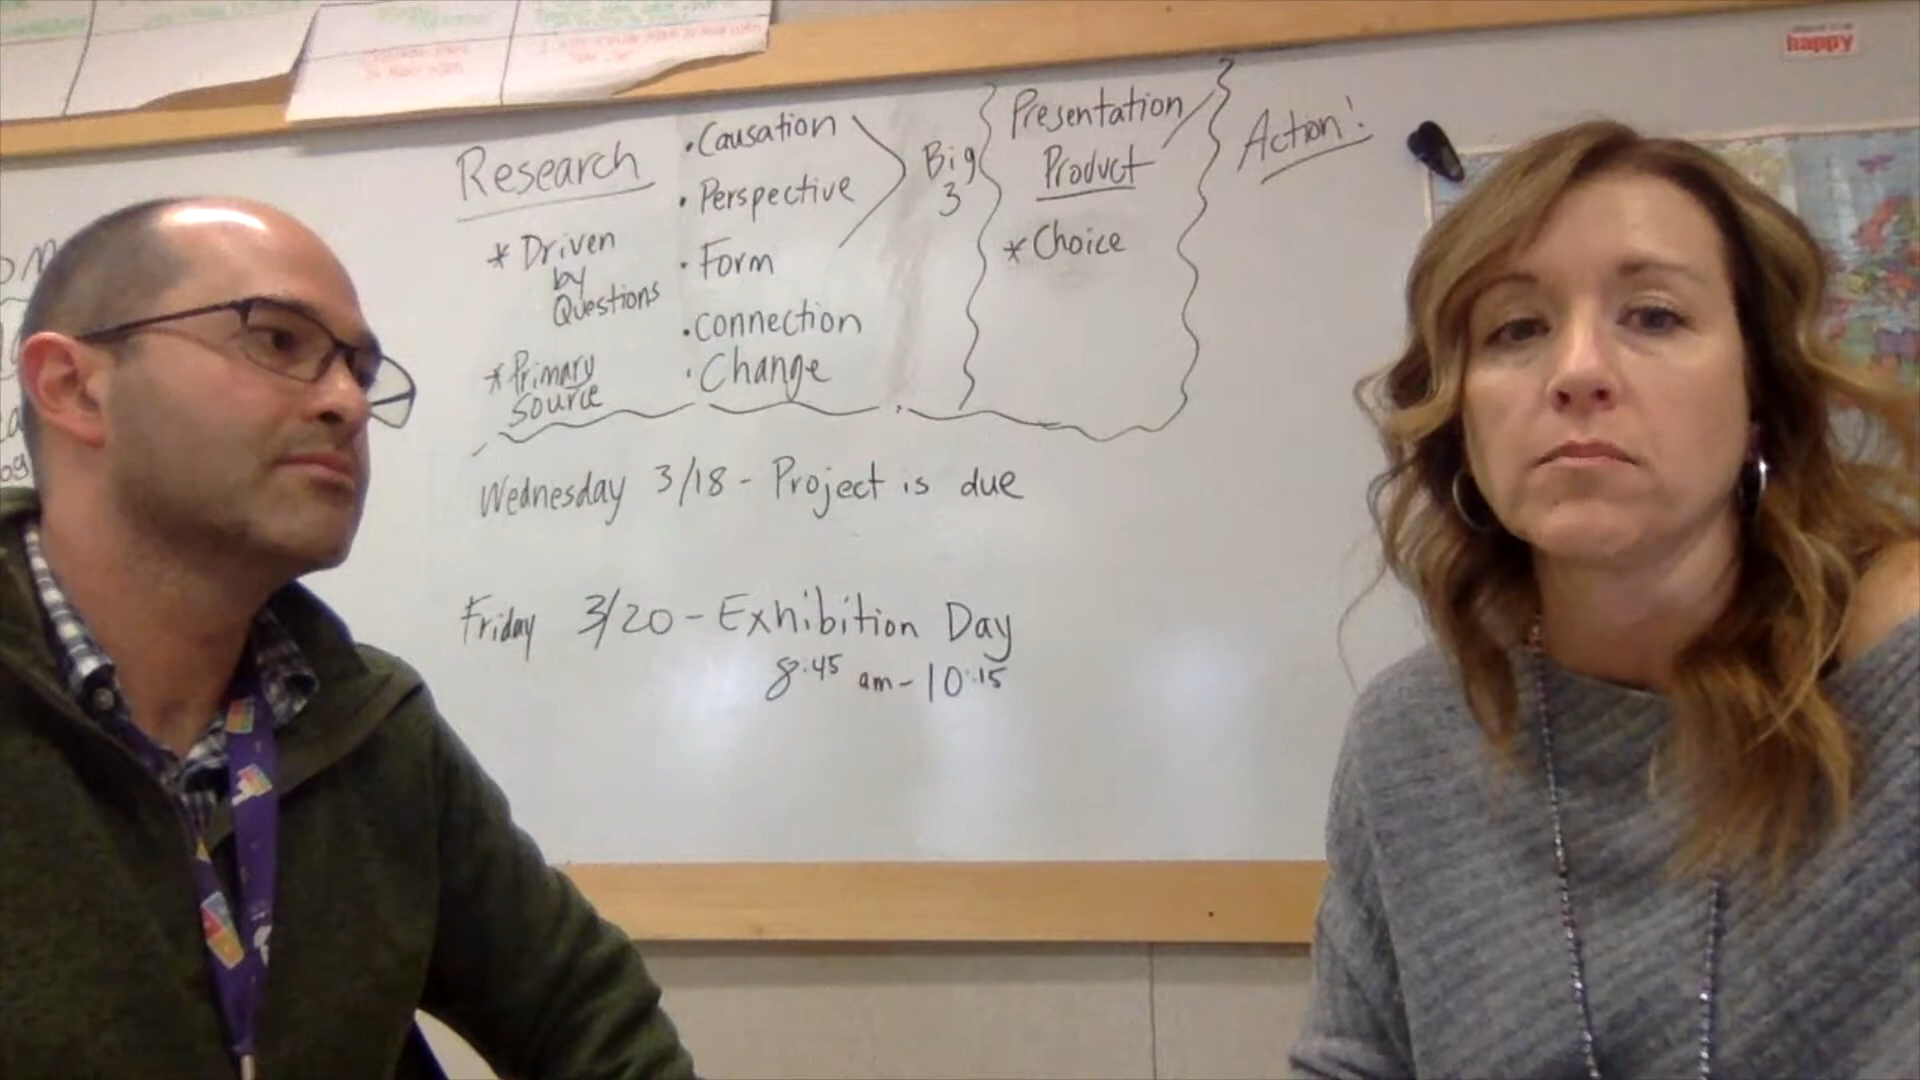 happy
Research
* Driven
by
Questions
* Primary
source
• Causation
• Perspective
• Form
• Connection
• Change
Big
3
Presentation /
Product
* Choice
Action!
Wednesday 3/18 - Project is due
Friday 3/20 - Exhibition Day
8:45 am - 10:15